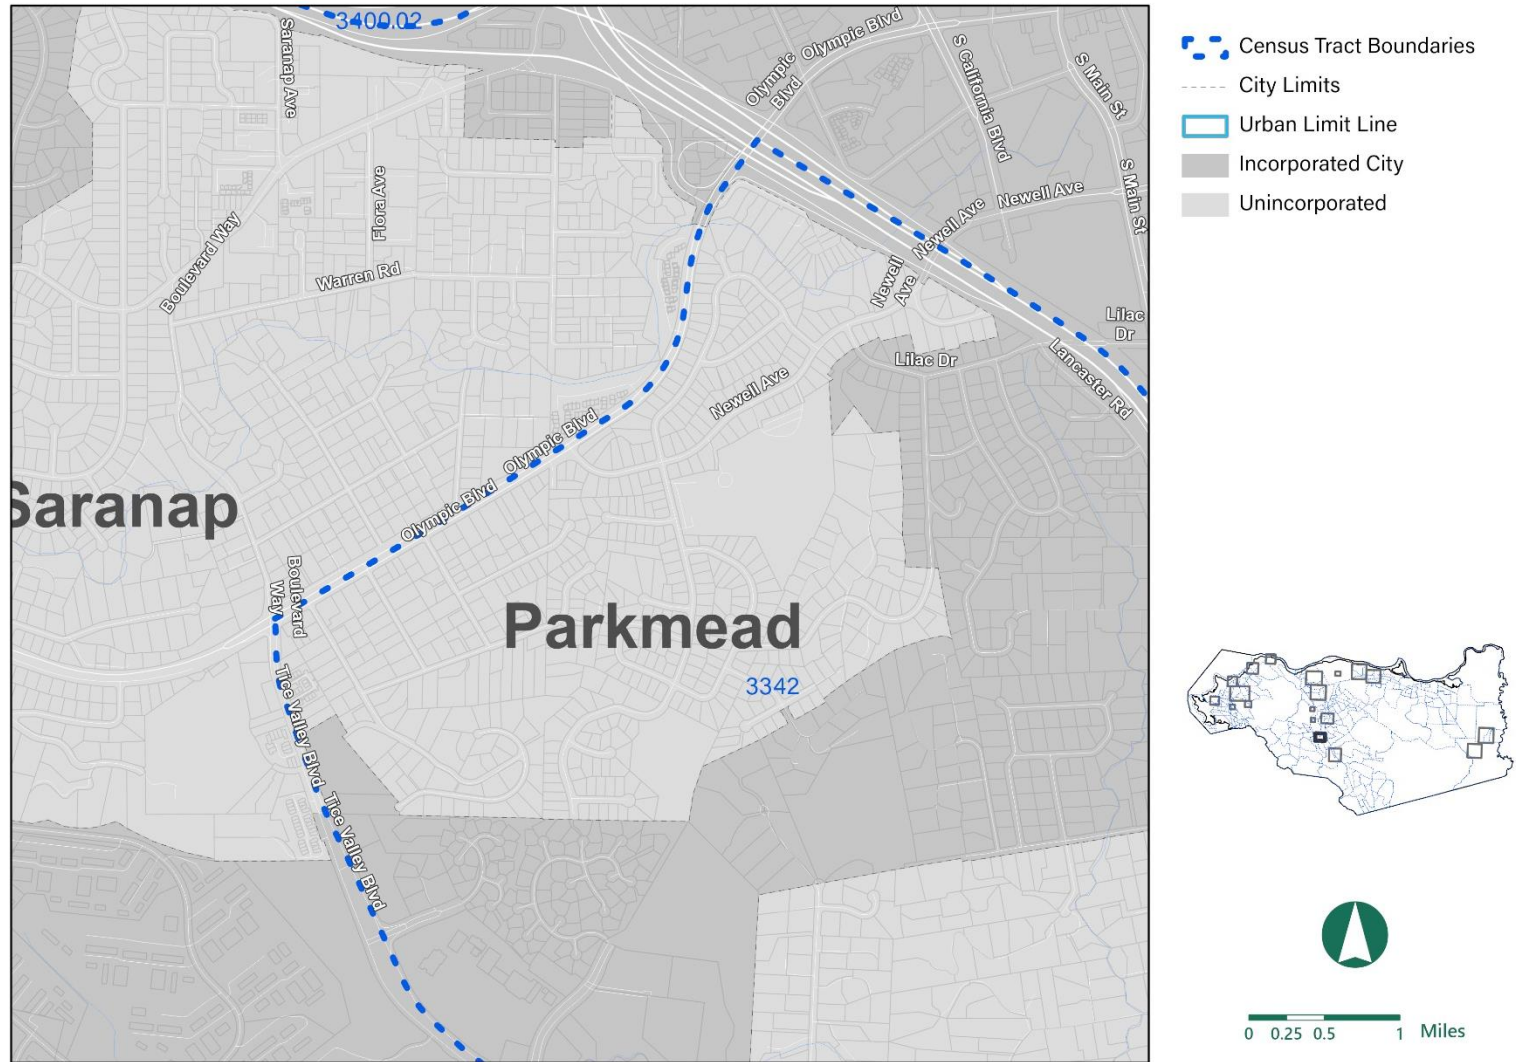 3400.02
Saranap Ave
Olympic
Blvd
Olympic Blvd
S California Blvd
S Main St
S Main St
Flora Ave
Boulevard Way
Warren Rd
Newell Ave
Newell Ave
Newell
Ave
Lilac
Dr
Lilac Dr
Lancaster Rd
Newell Ave
Olympic Blvd
Olympic Blvd
Saranap
Boulevard
Way
Parkmead
3342
Tice Valley Blvd
Tice Valley Blvd
Census Tract Boundaries
City Limits
Urban Limit Line
Incorporated City
Unincorporated
0 0.25 0.5 1 Miles